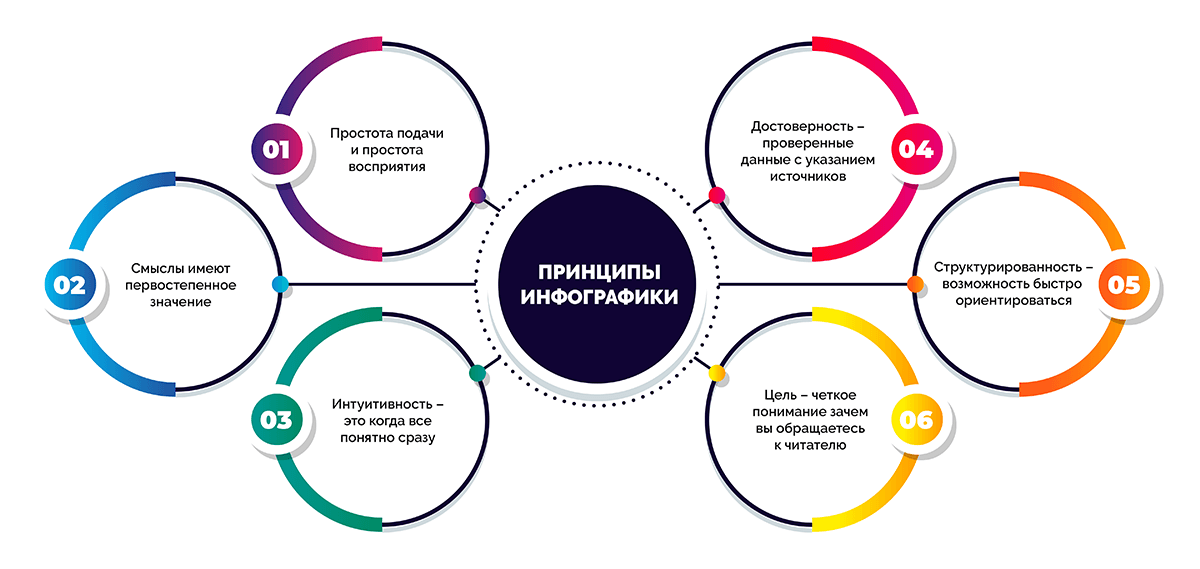 ПРИНЦИПЫ
ИНФОГРАФИКИ
01
Простота подачи
и простота
восприятия
02
Смыслы имеют
первостепенное
значение
03
Интуитивность –
это когда все
понятно сразу
04
Достоверность –
проверенные
данные с указанием
источников
05
Структурированность –
возможность быстро
ориентироваться
06
Цель – четкое
понимание зачем
вы обращаетесь
к читателю